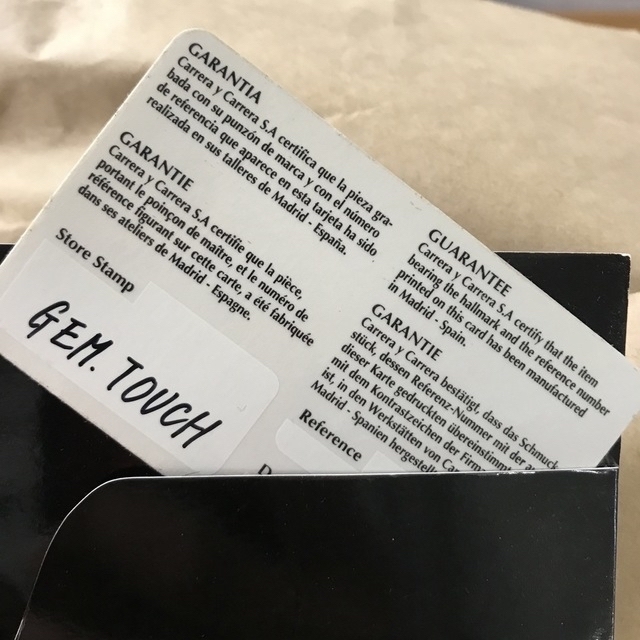 GARANTIA
Carrera y Carrera S.A certifica que la pieza gra-
bada con su punzón de marca y con el número
de referencia que aparece en esta tarjeta ha sido
realizada en sus talleres de Madrid - España.
GARANTIE
Carrera y Carrera S.A certifie que la pièce,
portant le poinçon de maître, et le numéro de
référence figurant sur cette carte, a été fabriquée
dans ses ateliers de Madrid - Espagne.
Store Stamp
GEM. TOUCH
GUARANTEE
Carrera y Carrera S.A certify that the item
bearing the hallmark and the reference number
printed on this card has been manufactured
in Madrid - Spain.
GARANTIE
Carrera y Carrera bestätigt, dass das Schmuck-
stück, dessen Referenz-Nummer mit der a
dieser Karte gedruckten übereinstimm
mit dem Kontrastzeichen der Firm
ist, in den Werkstätten von Ca
Madrid - Spanien hergestell
Reference
D